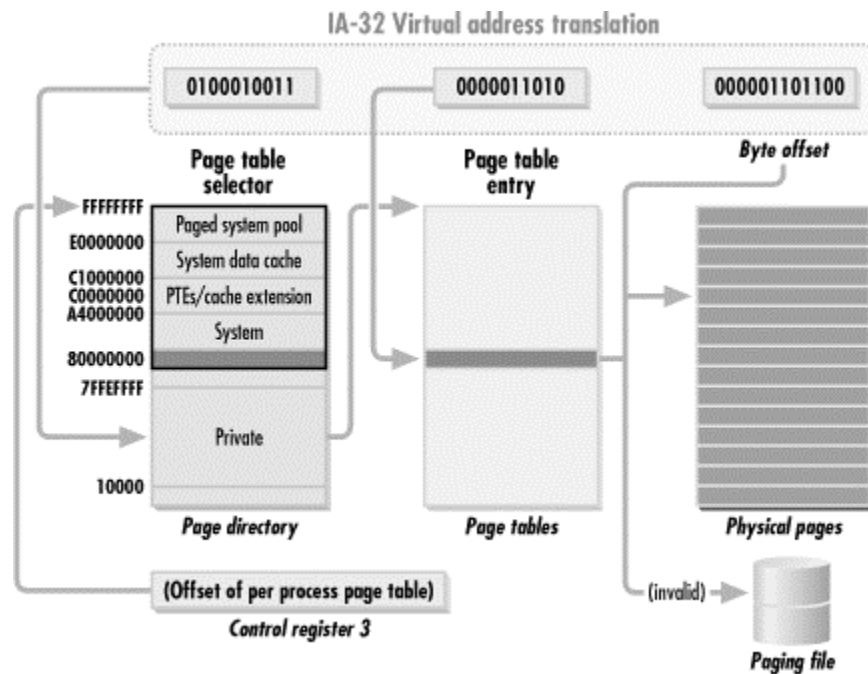 IA-32 Virtual address translation
0100010011
0000011010
000001101100
Byte offset
Page table
selector
Page table
entry
FFFFFFFF
E0000000
C1000000
C0000000
A4000000
80000000
7FFEFFFF
10000
Paged system pool
System data cache
PTEs/cache extension
System
Private
Page directory
Page tables
Physical pages
(Offset of per process page table)
Control register 3
(invalid)
Paging file